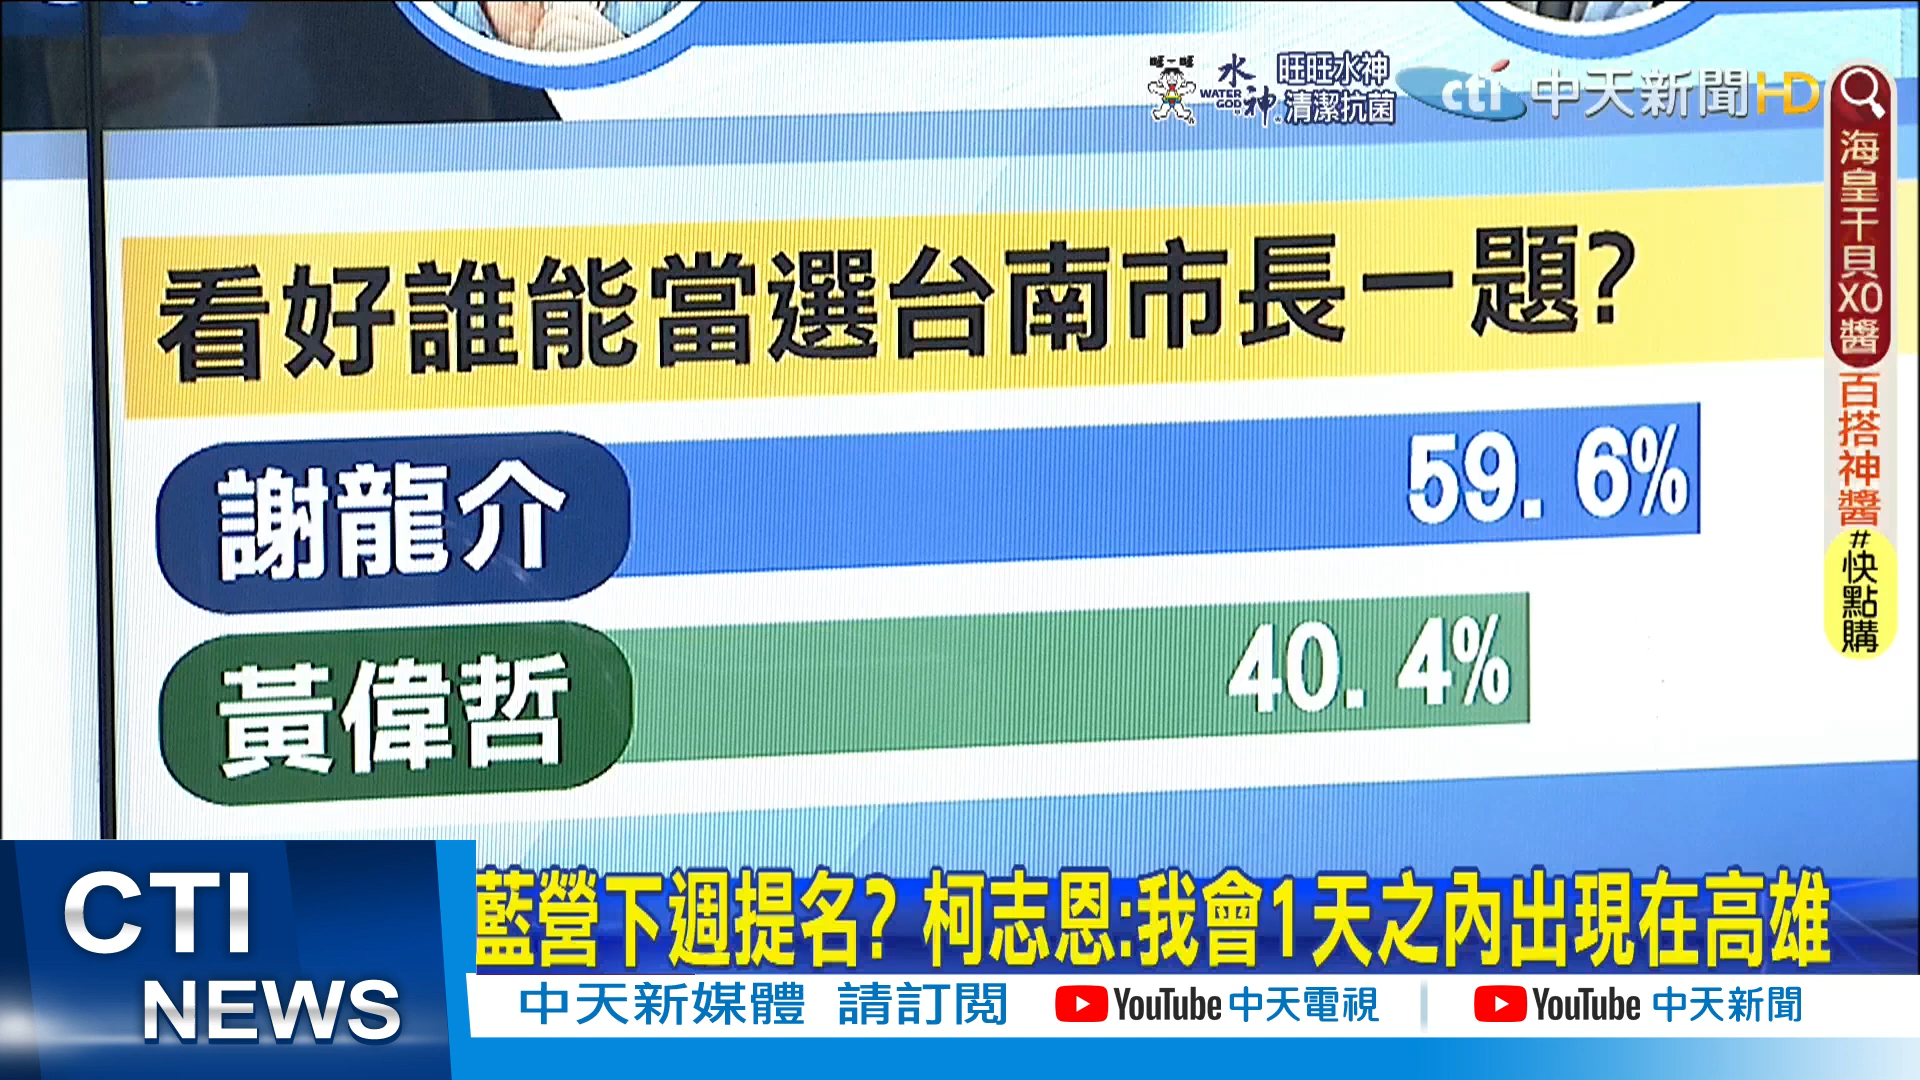 旺-旺
水神
WATER GOD
旺旺水神
清潔抗菌
cti 中天新聞HD
海皇干貝XO醬
百搭神醬
#快點購
看好誰能當選台南市長一題?
謝龍介 59.6%
黃偉哲 40.4%
CTI NEWS
藍營下週提名? 柯志恩:我會1天之內出現在高雄
中天新媒體 請訂閱 YouTube 中天電視 YouTube 中天新聞